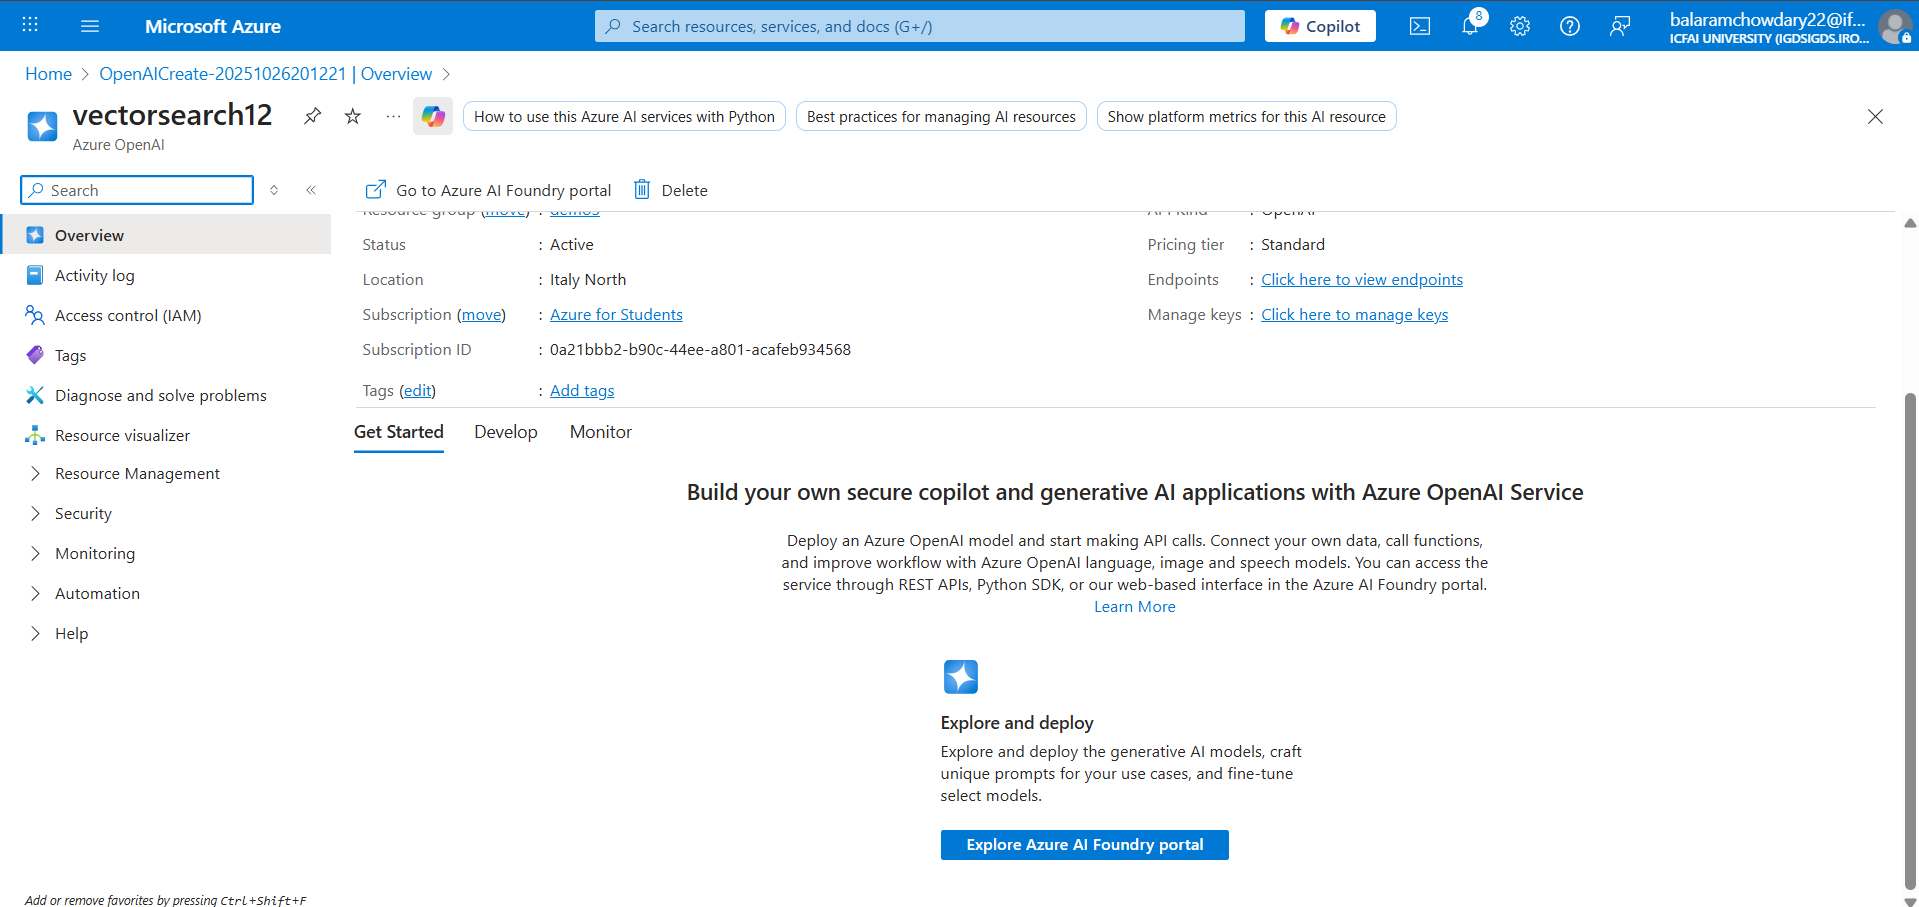 Microsoft Azure
Search resources, services, and docs (G+/)
Copilot
8
balaramchowdary22@if...
ICFAI UNIVERSITY (IGDSIGDS.IRO...
Home > OpenAICreate-20251026201221 | Overview >
vectorsearch12
Azure OpenAI
How to use this Azure AI services with Python
Best practices for managing AI resources
Show platform metrics for this AI resource
Search
Go to Azure AI Foundry portal
Delete
Overview
Activity log
Access control (IAM)
Tags
Diagnose and solve problems
Resource visualizer
Resource Management
Security
Monitoring
Automation
Help
Resource group (move) :
API Kind : OpenAI
Status : Active
Pricing tier : Standard
Location : Italy North
Endpoints : Click here to view endpoints
Subscription (move) : Azure for Students
Manage keys : Click here to manage keys
Subscription ID : 0a21bbb2-b90c-44ee-a801-acafeb934568
Tags (edit) : Add tags
Get Started
Develop
Monitor
Build your own secure copilot and generative AI applications with Azure OpenAI Service
Deploy an Azure OpenAI model and start making API calls. Connect your own data, call functions,
and improve workflow with Azure OpenAI language, image and speech models. You can access the
service through REST APIs, Python SDK, or our web-based interface in the Azure AI Foundry portal.
Learn More
Explore and deploy
Explore and deploy the generative AI models, craft
unique prompts for your use cases, and fine-tune
select models.
Explore Azure AI Foundry portal
Add or remove favorites by pressing Ctrl+Shift+F